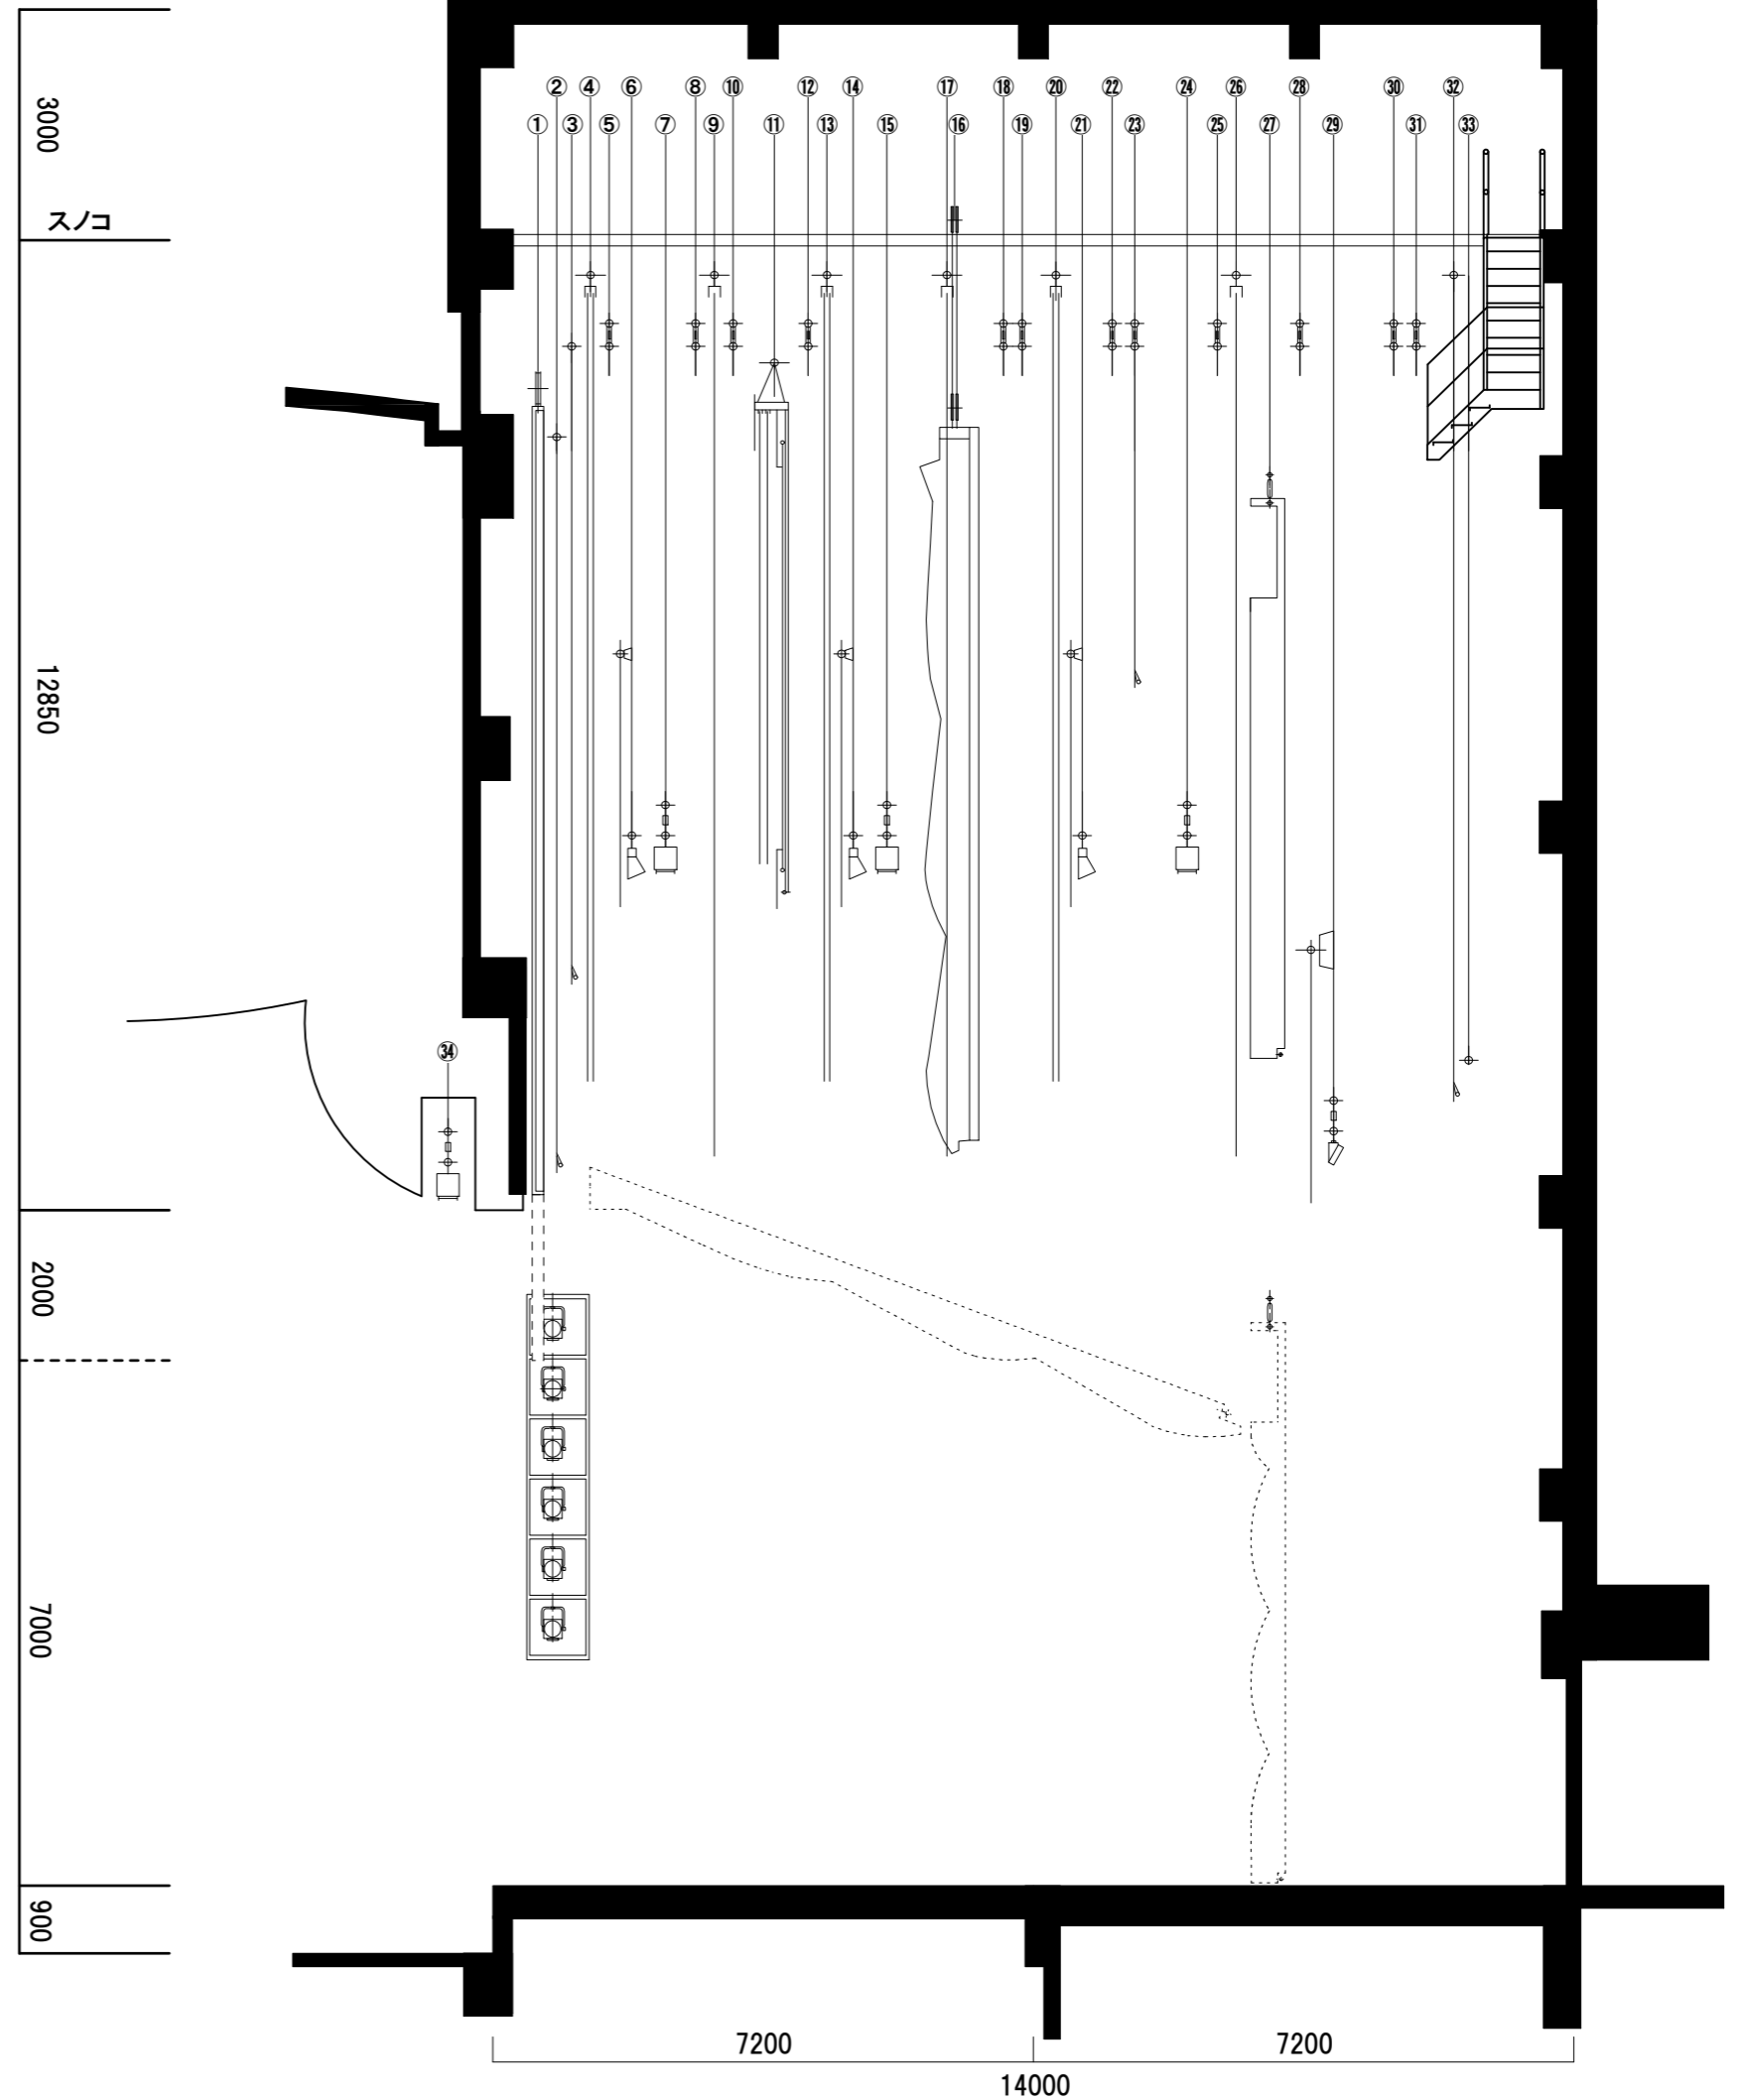 ② ④ ⑥ ⑧ ⑩ ⑫ ⑭ ⑰ ⑱ ⑳ ㉒ ㉔ ㉖ ㉘ ㉚ ㉜
① ③ ⑤ ⑦ ⑨ ⑪ ⑬ ⑮ ⑯ ⑲ ㉑ ㉓ ㉕ ㉗ ㉙ ㉛ ㉝
3000
スノコ
12850
㉞
2000
7000
900
7200 7200
14000